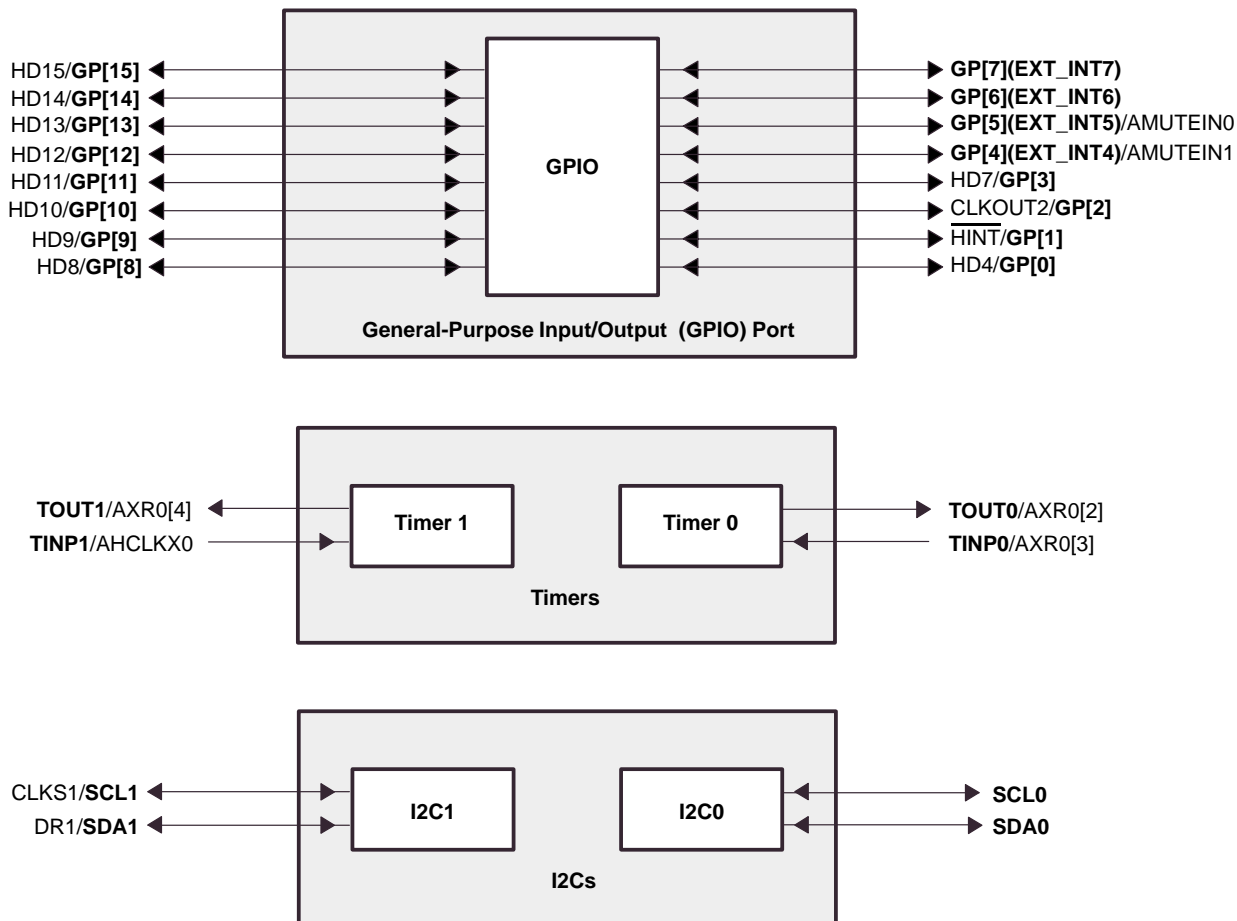 HD15/GP[15]
HD14/GP[14]
HD13/GP[13]
HD12/GP[12]
HD11/GP[11]
HD10/GP[10]
HD9/GP[9]
HD8/GP[8]
GPIO
GP[7](EXT_INT7)
GP[6](EXT_INT6)
GP[5](EXT_INT5)/AMUTEIN0
GP[4](EXT_INT4)/AMUTEIN1
HD7/GP[3]
CLKOUT2/GP[2]
HINT/GP[1]
HD4/GP[0]
General-Purpose Input/Output (GPIO) Port
TOUT1/AXR0[4]
TINP1/AHCLKX0
Timer 1
Timer 0
TOUT0/AXR0[2]
TINP0/AXR0[3]
Timers
CLKS1/SCL1
DR1/SDA1
I2C1
I2C0
SCL0
SDA0
I2Cs